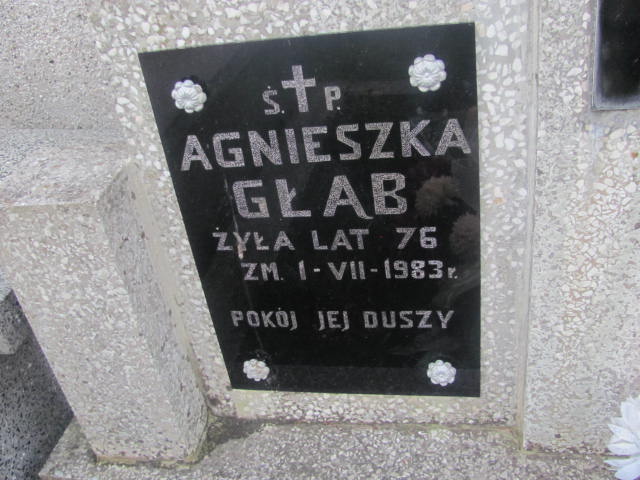 Ś. † P.
AGNIESZKA
GŁĄB
ŻYŁA LAT 76
ZM. 1-VII-1983r.
POKÓJ JEJ DUSZY